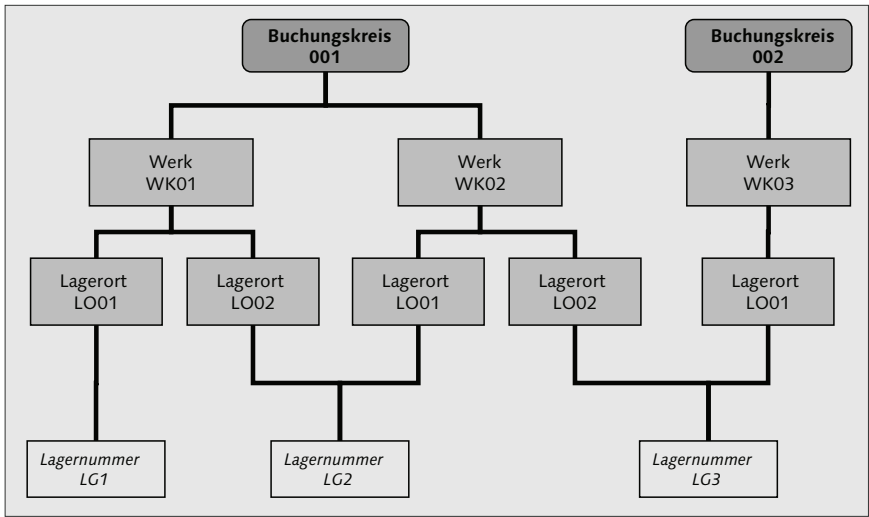 Buchungskreis
001
Buchungskreis
002
Werk
WK01
Werk
WK02
Werk
WK03
Lagerort
LO01
Lagerort
LO02
Lagerort
LO01
Lagerort
LO02
Lagerort
LO01
Lagernummer
LG1
Lagernummer
LG2
Lagernummer
LG3